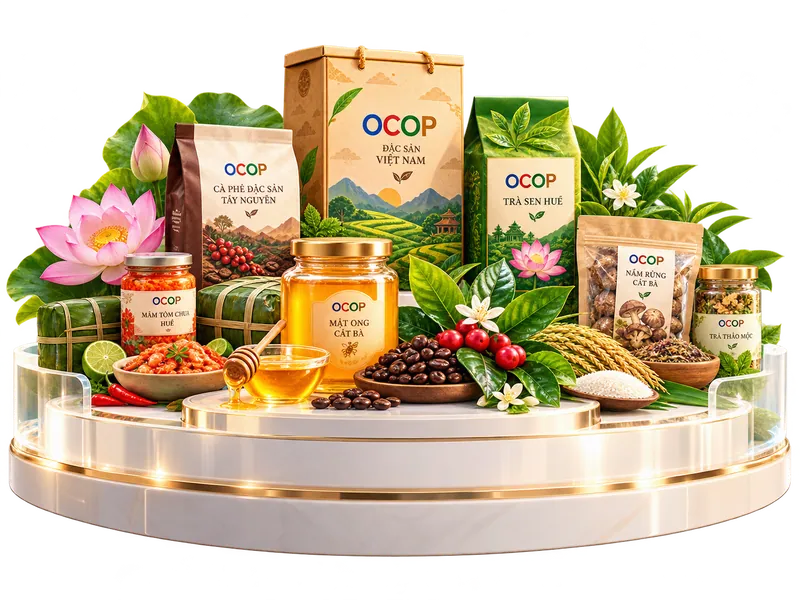 OCOP
ĐẶC SẢN
VIỆT NAM
OCOP
CÀ PHÊ ĐẶC SẢN
TÂY NGUYÊN
OCOP
TRÀ SEN HUẾ
OCOP
MẮM TÔM CHUA
HUẾ
OCOP
MẬT ONG
CÁT BÀ
OCOP
NẤM RỪNG
CÁT BÀ
OCOP
TRÀ THẢO MỘC